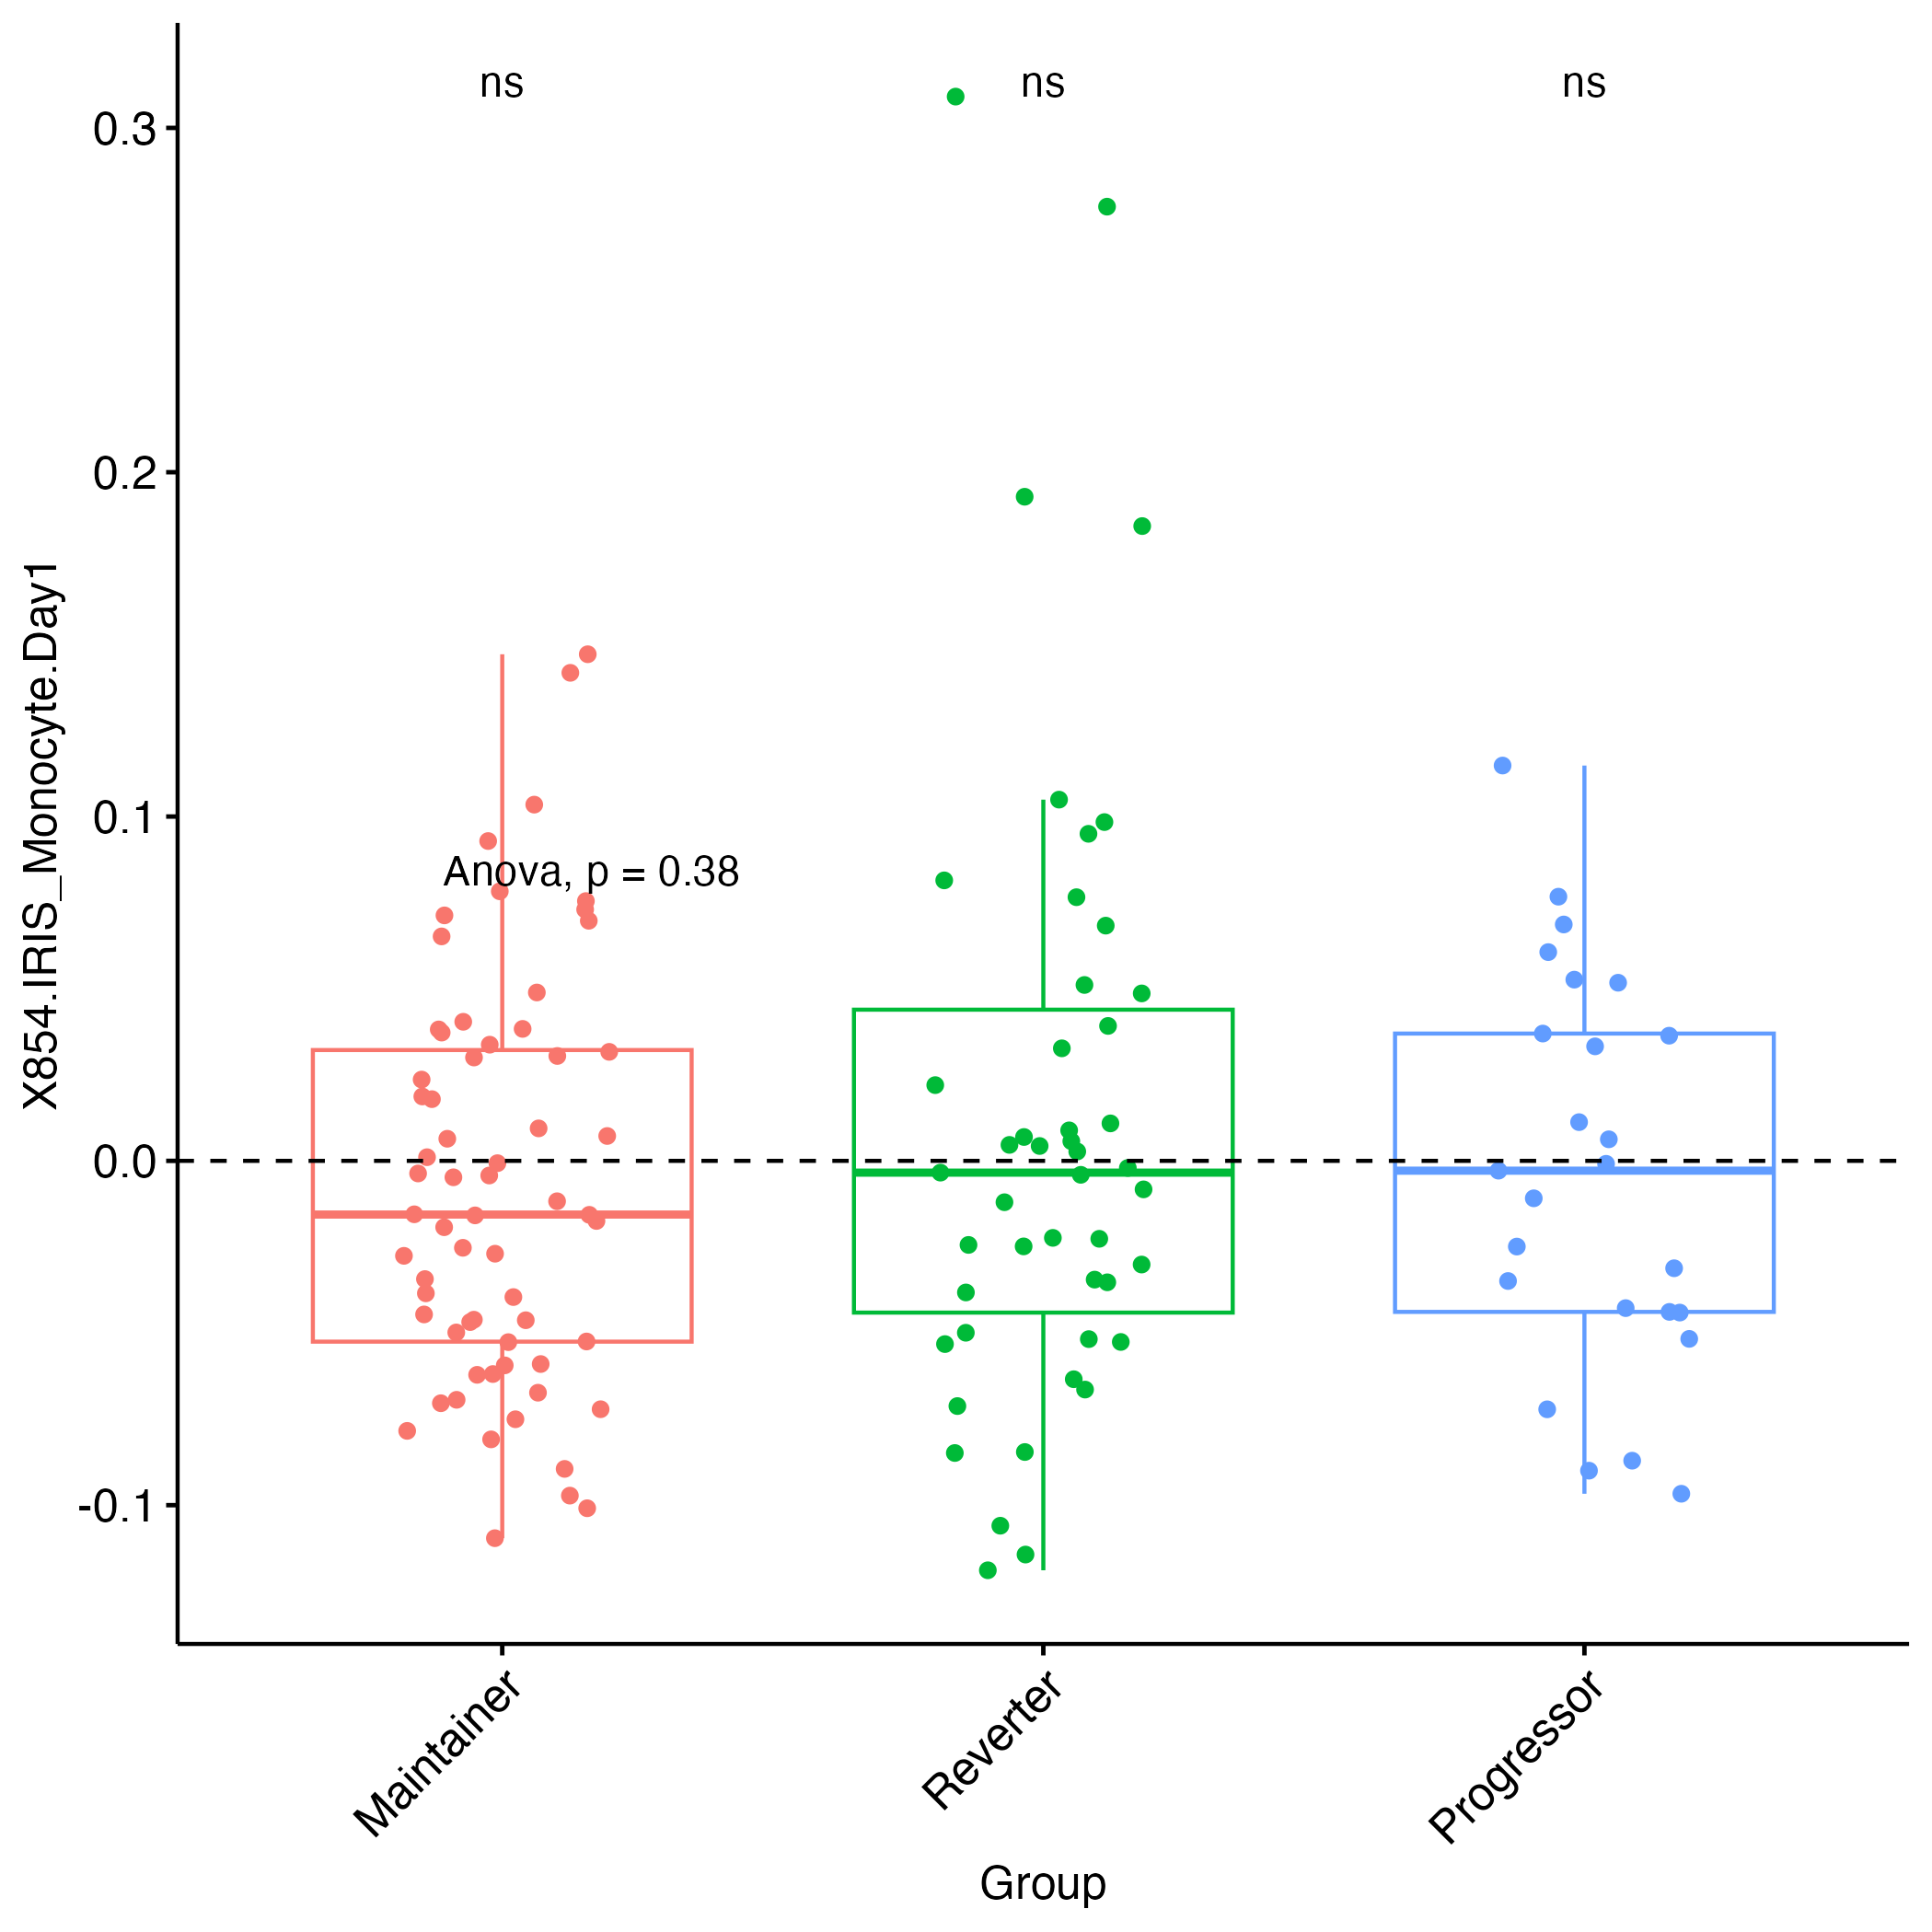 ns ns ns
0.3
0.2
0.1
0.0
-0.1
X854.IRIS_Monocyte.Day1
Anova, p = 0.38
Maintainer Reverter Progressor
Group